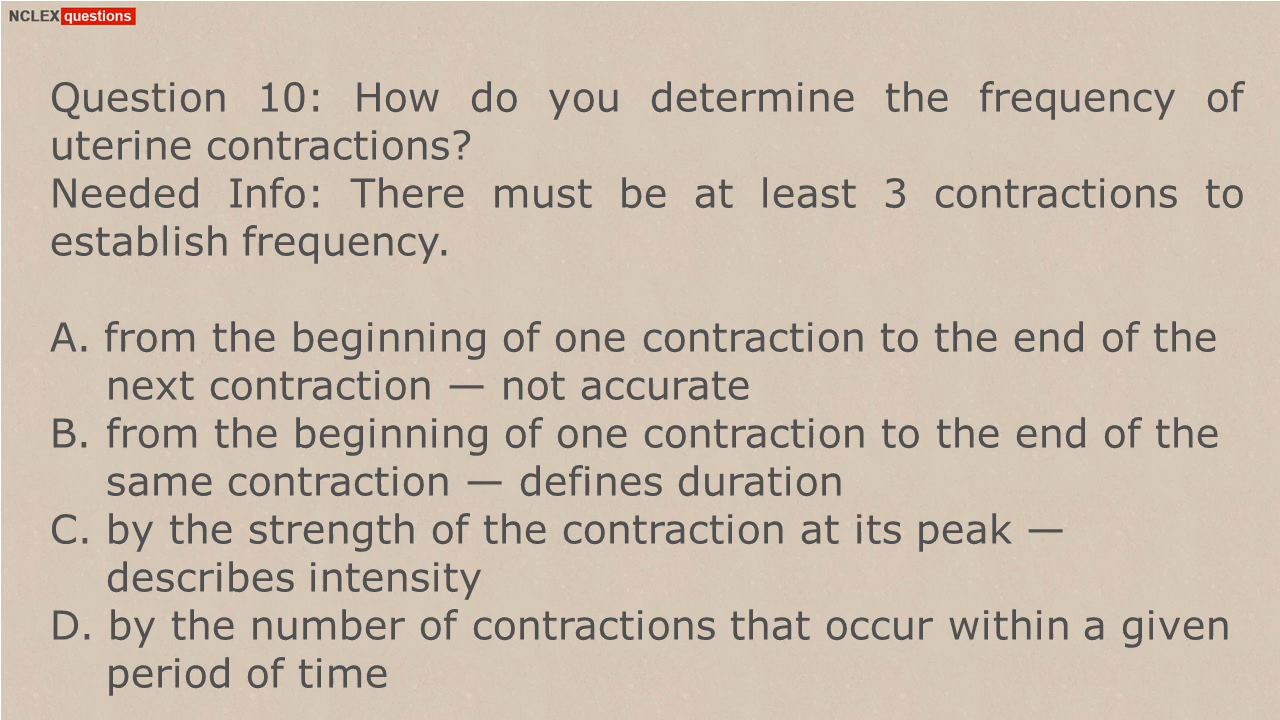 NCLEX questions
Question 10: How do you determine the frequency of
uterine contractions?
Needed Info: There must be at least 3 contractions to
establish frequency.
A. from the beginning of one contraction to the end of the
next contraction — not accurate
B. from the beginning of one contraction to the end of the
same contraction — defines duration
C. by the strength of the contraction at its peak —
describes intensity
D. by the number of contractions that occur within a given
period of time